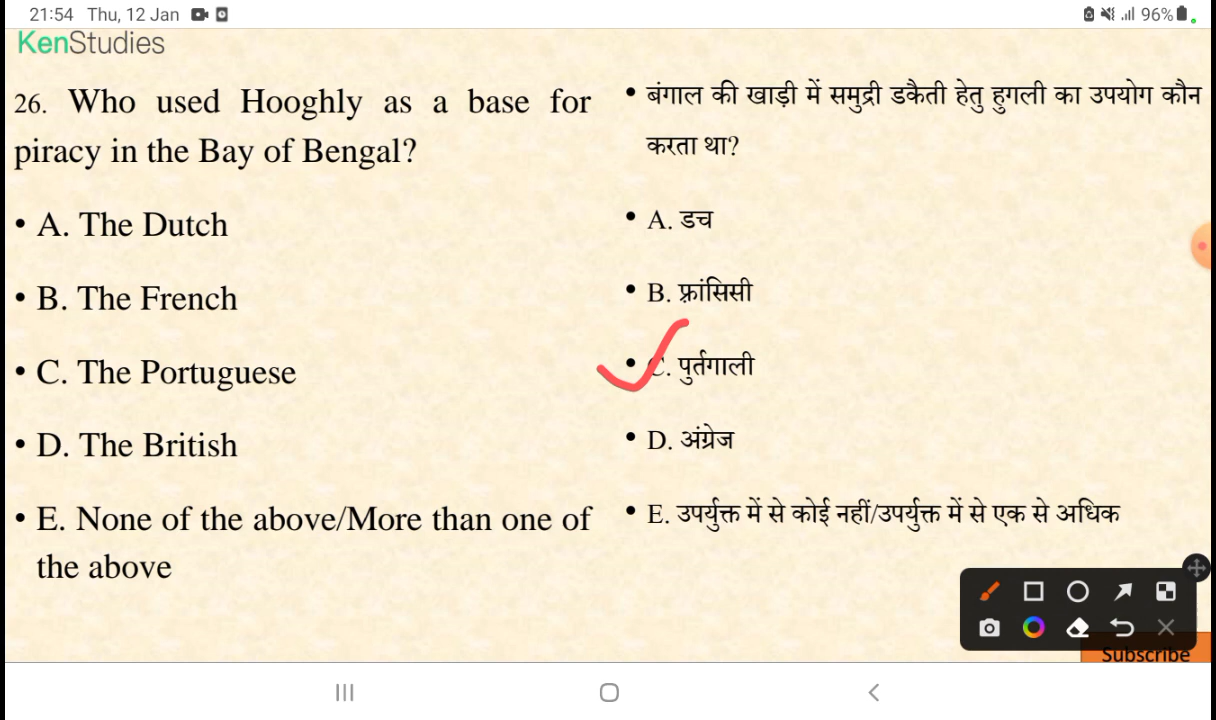 21:54 Thu, 12 Jan
96%
KenStudies
26. Who used Hooghly as a base for
piracy in the Bay of Bengal?
• A. The Dutch
• B. The French
• C. The Portuguese
• D. The British
• E. None of the above/More than one of
the above
• बंगाल की खाड़ी में समुद्री डकैती हेतु हुगली का उपयोग कौन
करता था?
• A. डच
• B. फ्रांसिसी
• C. पुर्तगाली
• D. अंग्रेज
• E. उपर्युक्त में से कोई नहीं/उपर्युक्त में से एक से अधिक
Subscribe